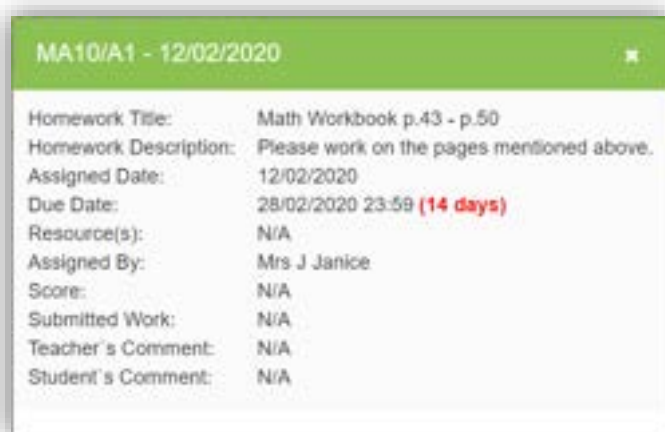 MA10/A1 - 12/02/2020 ×
Homework Title: Math Workbook p.43 - p.50
Homework Description: Please work on the pages mentioned above.
Assigned Date: 12/02/2020
Due Date: 28/02/2020 23:59 (14 days)
Resource(s): N/A
Assigned By: Mrs J Janice
Score: N/A
Submitted Work: N/A
Teacher`s Comment: N/A
Student`s Comment: N/A